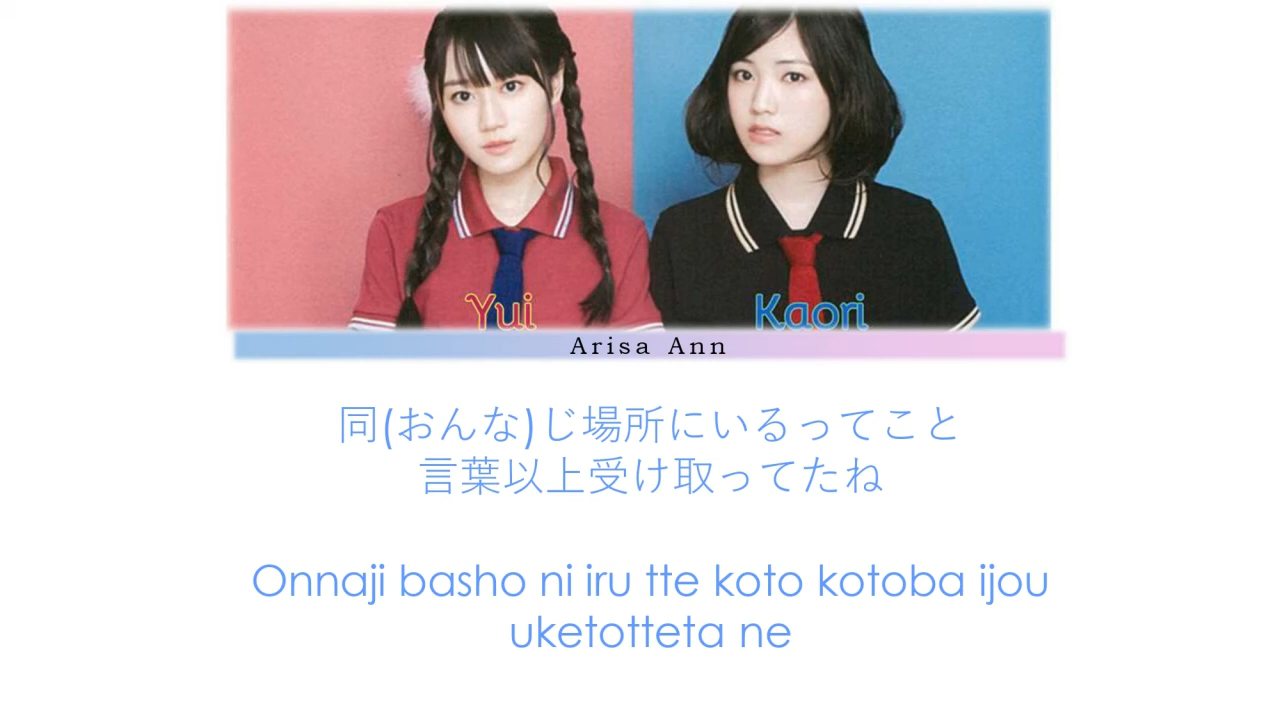 Yui
Kaori
Arisa Ann
同(おんな)じ場所にいるってこと
言葉以上受け取ってたね
Onnaji basho ni iru tte koto kotoba ijou
uketotteta ne